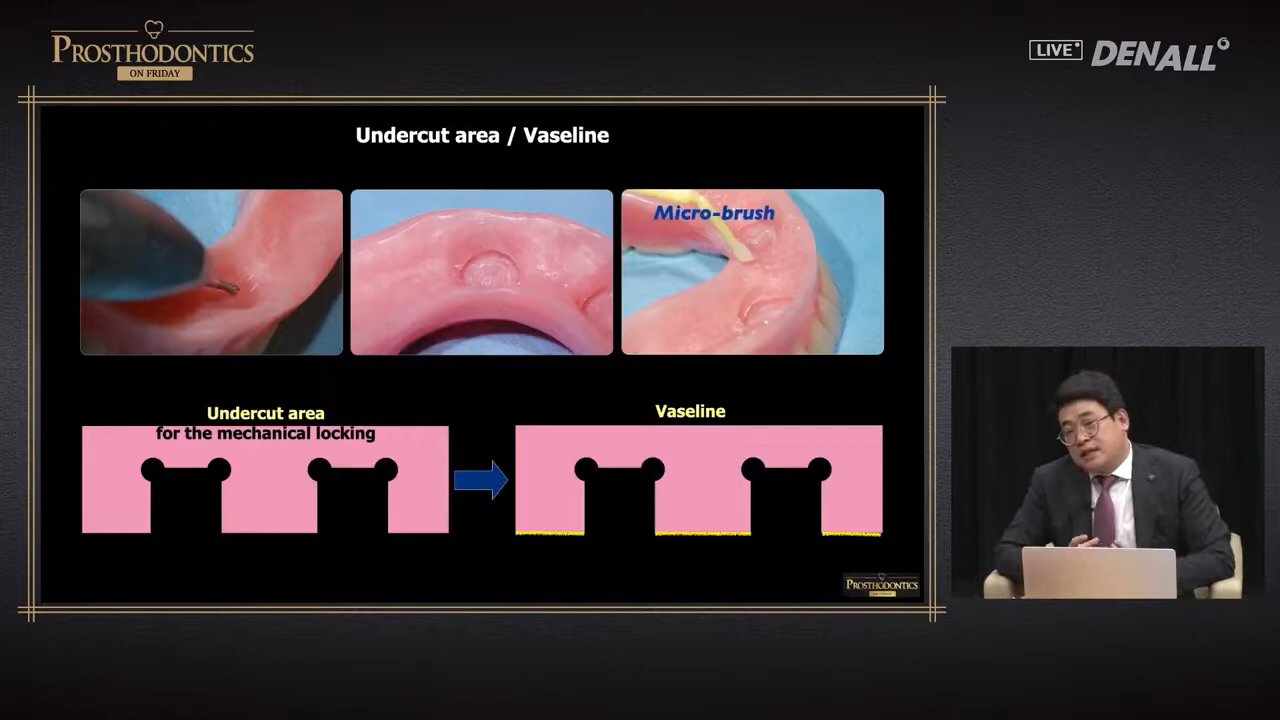 PROSTHODONTICS
ON FRIDAY
LIVE
DENALL
Undercut area / Vaseline
Micro-brush
Undercut area
for the mechanical locking
Vaseline
PROSTHODONTICS